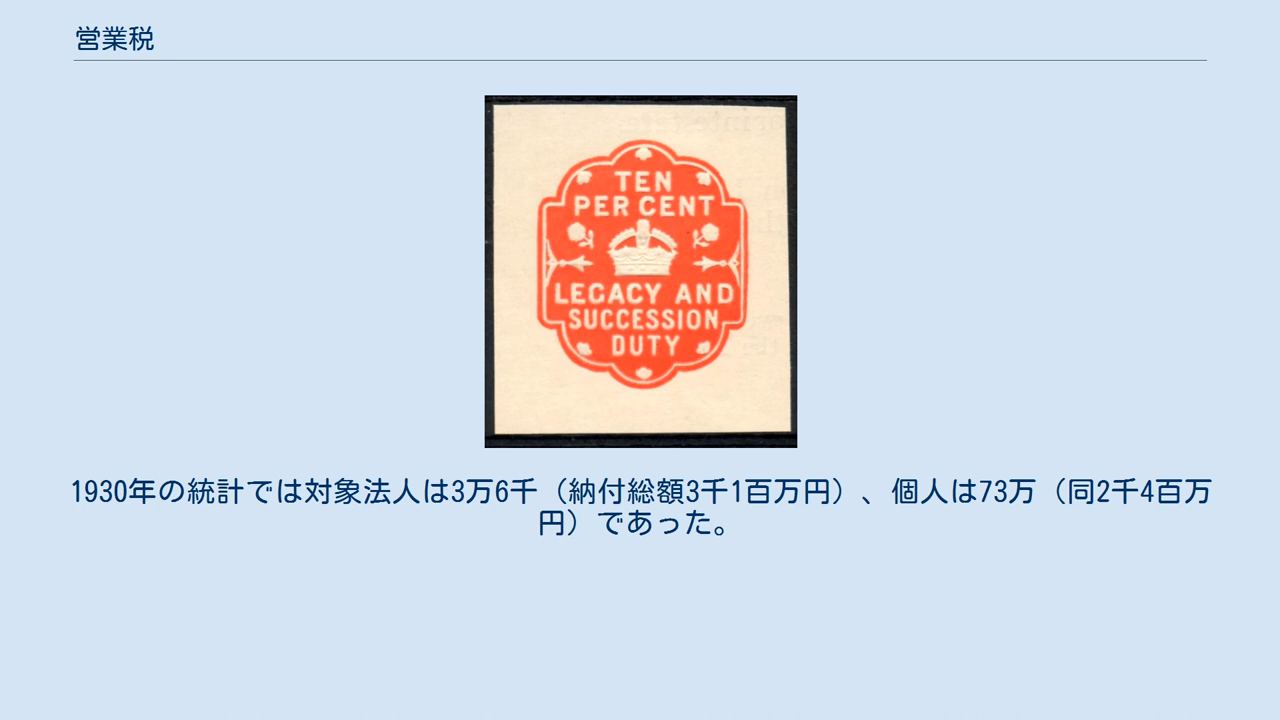 営業税
TEN
PER CENT
LEGACY AND
SUCCESSION
DUTY
1930年の統計では対象法人は3万6千（納付総額3千1百万円）、個人は73万（同2千4百万
円）であった。